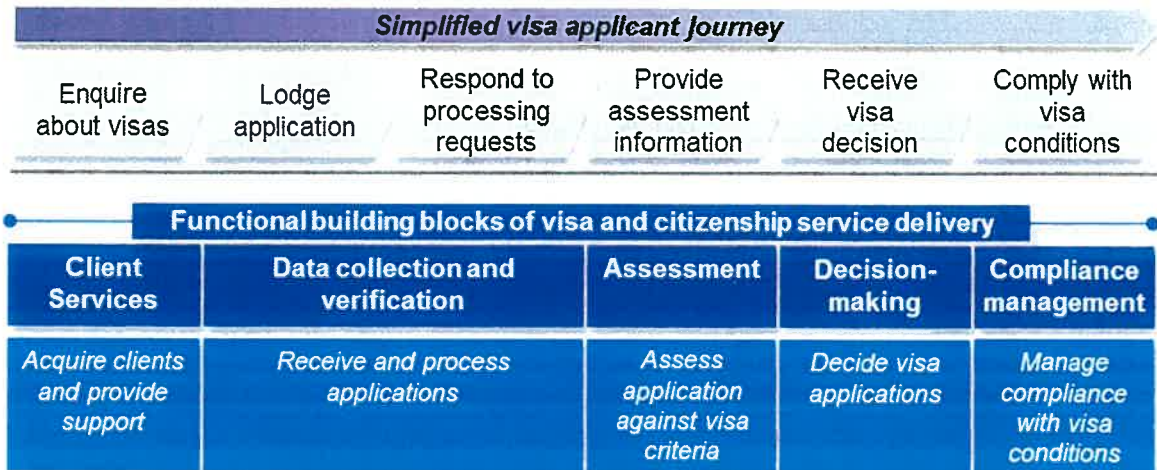 Simplified visa applicant journey
Enquire
about visas
Lodge
application
Respond to
processing
requests
Provide
assessment
information
Receive
visa
decision
Comply with
visa
conditions
Functional building blocks of visa and citizenship service delivery
Client
Services
Data collection and
verification
Assessment
Decision-
making
Compliance
management
Acquire clients
and provide
support
Receive and process
applications
Assess
application
against visa
criteria
Decide visa
applications
Manage
compliance
with visa
conditions